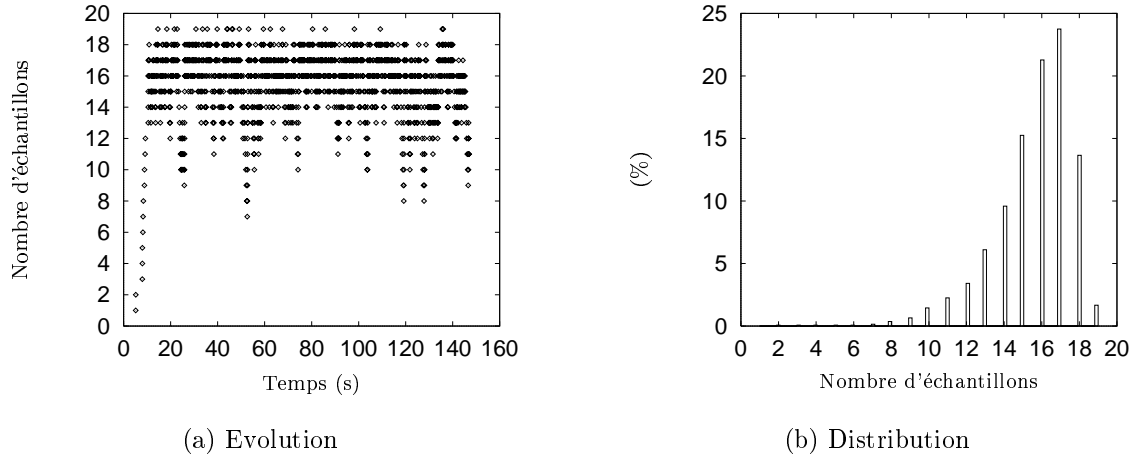 20
18
16
14
12
10
8
6
4
2
0
Nombre d'échantillons
0 20 40 60 80 100 120 140 160
Temps (s)
(a) Evolution
25
20
15
10
5
0
(%)
0 2 4 6 8 10 12 14 16 18 20
Nombre d'échantillons
(b) Distribution